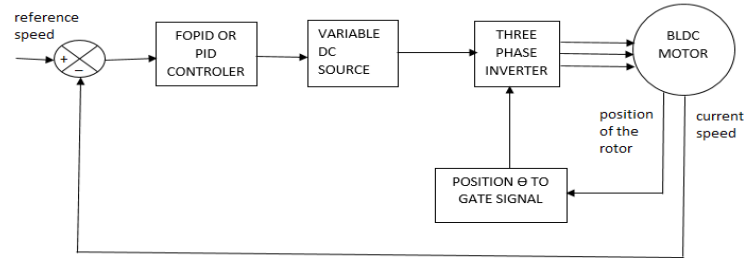 reference
speed
+
−
FOPID OR
PID
CONTROLER
VARIABLE
DC
SOURCE
THREE
PHASE
INVERTER
BLDC
MOTOR
position
of the
rotor
current
speed
POSITION Ɵ TO
GATE SIGNAL